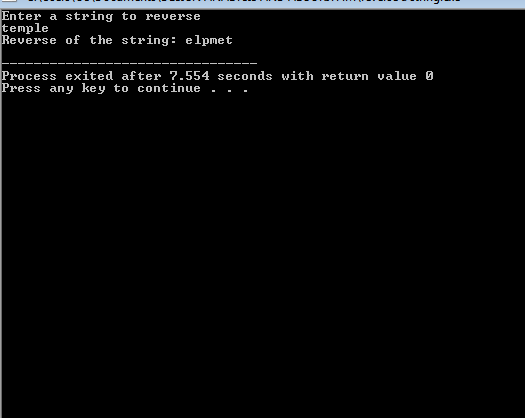 Enter a string to reverse
temple
Reverse of the string: elpmet
--------------------------------
Process exited after 7.554 seconds with return value 0
Press any key to continue . . .